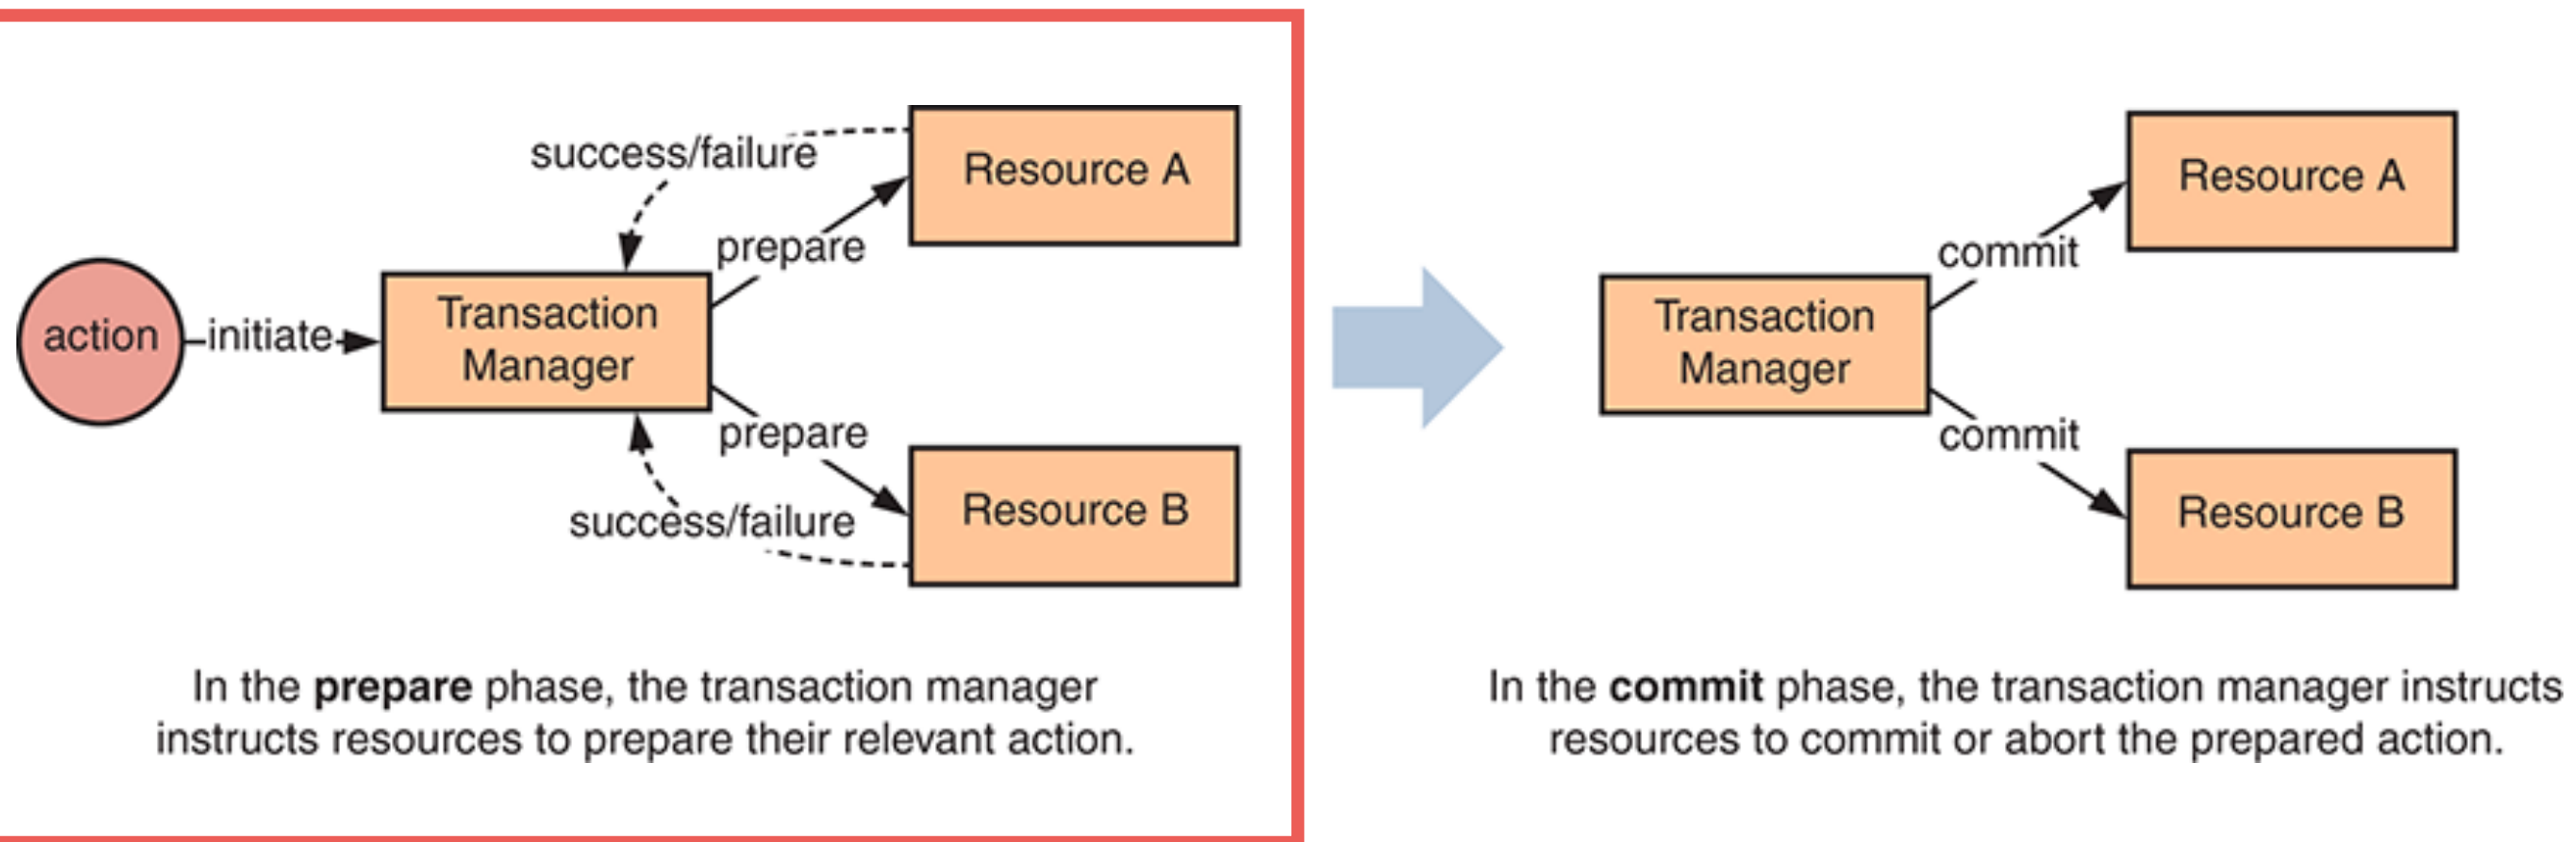 success/failure
Resource A
prepare
action
initiate
Transaction
Manager
prepare
success/failure
Resource B
In the prepare phase, the transaction manager
instructs resources to prepare their relevant action.
Resource A
commit
Transaction
Manager
commit
Resource B
In the commit phase, the transaction manager instructs
resources to commit or abort the prepared action.